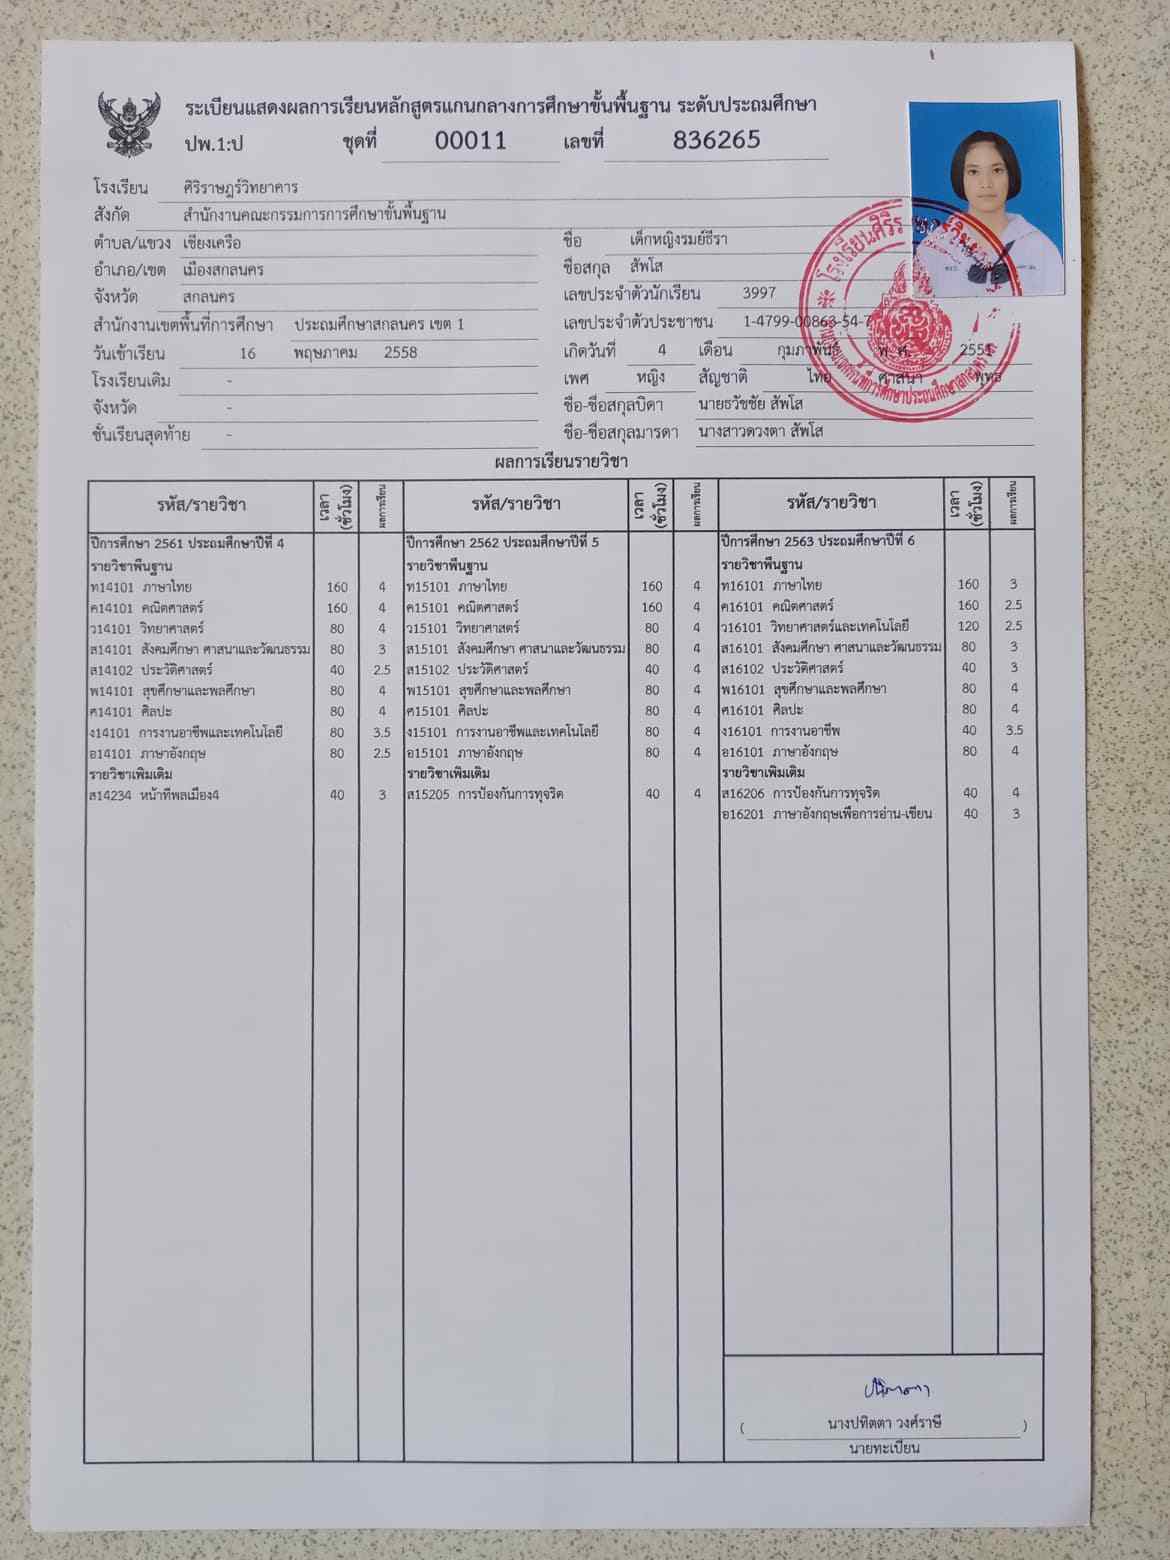 ระเบียนแสดงผลการเรียนหลักสูตรแกนกลางการศึกษาขั้นพื้นฐาน ระดับประถมศึกษา
ปพ.1:ป ชุดที่ 00011 เลขที่ 836265
โรงเรียน ศิริราษฎร์วิทยาคาร
สังกัด สำนักงานคณะกรรมการการศึกษาขั้นพื้นฐาน
ตำบล/แขวง เชียงเครือ
อำเภอ/เขต เมืองสกลนคร
จังหวัด สกลนคร
สำนักงานเขตพื้นที่การศึกษา ประถมศึกษาสกลนคร เขต 1
วันเข้าเรียน 16 พฤษภาคม 2558
โรงเรียนเดิม -
จังหวัด -
ชั้นเรียนสุดท้าย -
ชื่อ เด็กหญิงรมย์ธีรา
ชื่อสกุล สัพโส
เลขประจำตัวนักเรียน 3997
เลขประจำตัวประชาชน 1-4799-00863-54-7
เกิดวันที่ 4 เดือน กุมภาพันธ์ พ.ศ. 2551
เพศ หญิง สัญชาติ ไทย ศาสนา พุทธ
ชื่อ-ชื่อสกุลบิดา นายธวัชชัย สัพโส
ชื่อ-ชื่อสกุลมารดา นางสาวดวงตา สัพโส
ผลการเรียนรายวิชา
รหัส/รายวิชา เวลา (ชั่วโมง) ผลการเรียน
ปีการศึกษา 2561 ประถมศึกษาปีที่ 4
รายวิชาพื้นฐาน
ท14101 ภาษาไทย 160 4
ค14101 คณิตศาสตร์ 160 4
ว14101 วิทยาศาสตร์ 80 4
ส14101 สังคมศึกษา ศาสนาและวัฒนธรรม 80 3
ส14102 ประวัติศาสตร์ 40 2.5
พ14101 สุขศึกษาและพลศึกษา 80 4
ศ14101 ศิลปะ 80 4
ง14101 การงานอาชีพและเทคโนโลยี 80 3.5
อ14101 ภาษาอังกฤษ 80 2.5
รายวิชาเพิ่มเติม
ส14234 หน้าที่พลเมือง4 40 3
รหัส/รายวิชา เวลา (ชั่วโมง) ผลการเรียน
ปีการศึกษา 2562 ประถมศึกษาปีที่ 5
รายวิชาพื้นฐาน
ท15101 ภาษาไทย 160 4
ค15101 คณิตศาสตร์ 160 4
ว15101 วิทยาศาสตร์ 80 4
ส15101 สังคมศึกษา ศาสนาและวัฒนธรรม 80 4
ส15102 ประวัติศาสตร์ 40 4
พ15101 สุขศึกษาและพลศึกษา 80 4
ศ15101 ศิลปะ 80 4
ง15101 การงานอาชีพและเทคโนโลยี 80 4
อ15101 ภาษาอังกฤษ 80 4
รายวิชาเพิ่มเติม
ส15205 การป้องกันการทุจริต 40 4
รหัส/รายวิชา เวลา (ชั่วโมง) ผลการเรียน
ปีการศึกษา 2563 ประถมศึกษาปีที่ 6
รายวิชาพื้นฐาน
ท16101 ภาษาไทย 160 3
ค16101 คณิตศาสตร์ 160 2.5
ว16101 วิทยาศาสตร์และเทคโนโลยี 120 2.5
ส16101 สังคมศึกษา ศาสนาและวัฒนธรรม 80 3
ส16102 ประวัติศาสตร์ 40 3
พ16101 สุขศึกษาและพลศึกษา 80 4
ศ16101 ศิลปะ 80 4
ง16101 การงานอาชีพ 40 3.5
อ16101 ภาษาอังกฤษ 80 4
รายวิชาเพิ่มเติม
ส16206 การป้องกันการทุจริต 40 4
อ16201 ภาษาอังกฤษเพื่อการอ่าน-เขียน 40 3
( นางปทิตตา วงศ์ราษี )
นายทะเบียน